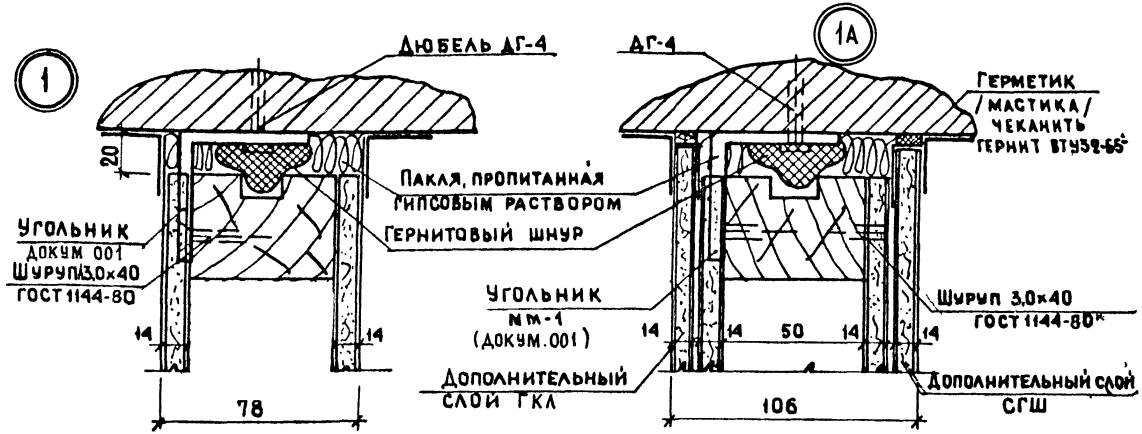 1
ДЮБЕЛЬ ДГ-4
20
ПАКЛЯ, ПРОПИТАННАЯ
ГИПСОВЫМ РАСТВОРОМ
ГЕРНИТОВЫЙ ШНУР
УГОЛЬНИК
ДОКУМ 001
ШУРУП 3,0×40
ГОСТ 1144-80
14
14
78
1А
ДГ-4
ГЕРМЕТИК
/МАСТИКА/
ЧЕКАНИТЬ
ГЕРНИТ ВТУ32-65
УГОЛЬНИК
ММ-1
(ДОКУМ.001)
ШУРУП 3,0×40
ГОСТ 1144-80*
14
14
50
14
14
ДОПОЛНИТЕЛЬНЫЙ
СЛОЙ ГКЛ
ДОПОЛНИТЕЛЬНЫЙ СЛОЙ
СГШ
106